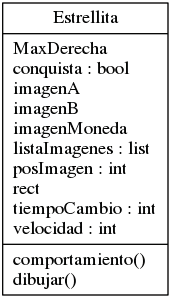 Estrellita
MaxDerecha
conquista : bool
imagenA
imagenB
imagenMoneda
listaImagenes : list
posImagen : int
rect
tiempoCambio : int
velocidad : int
comportamiento()
dibujar()